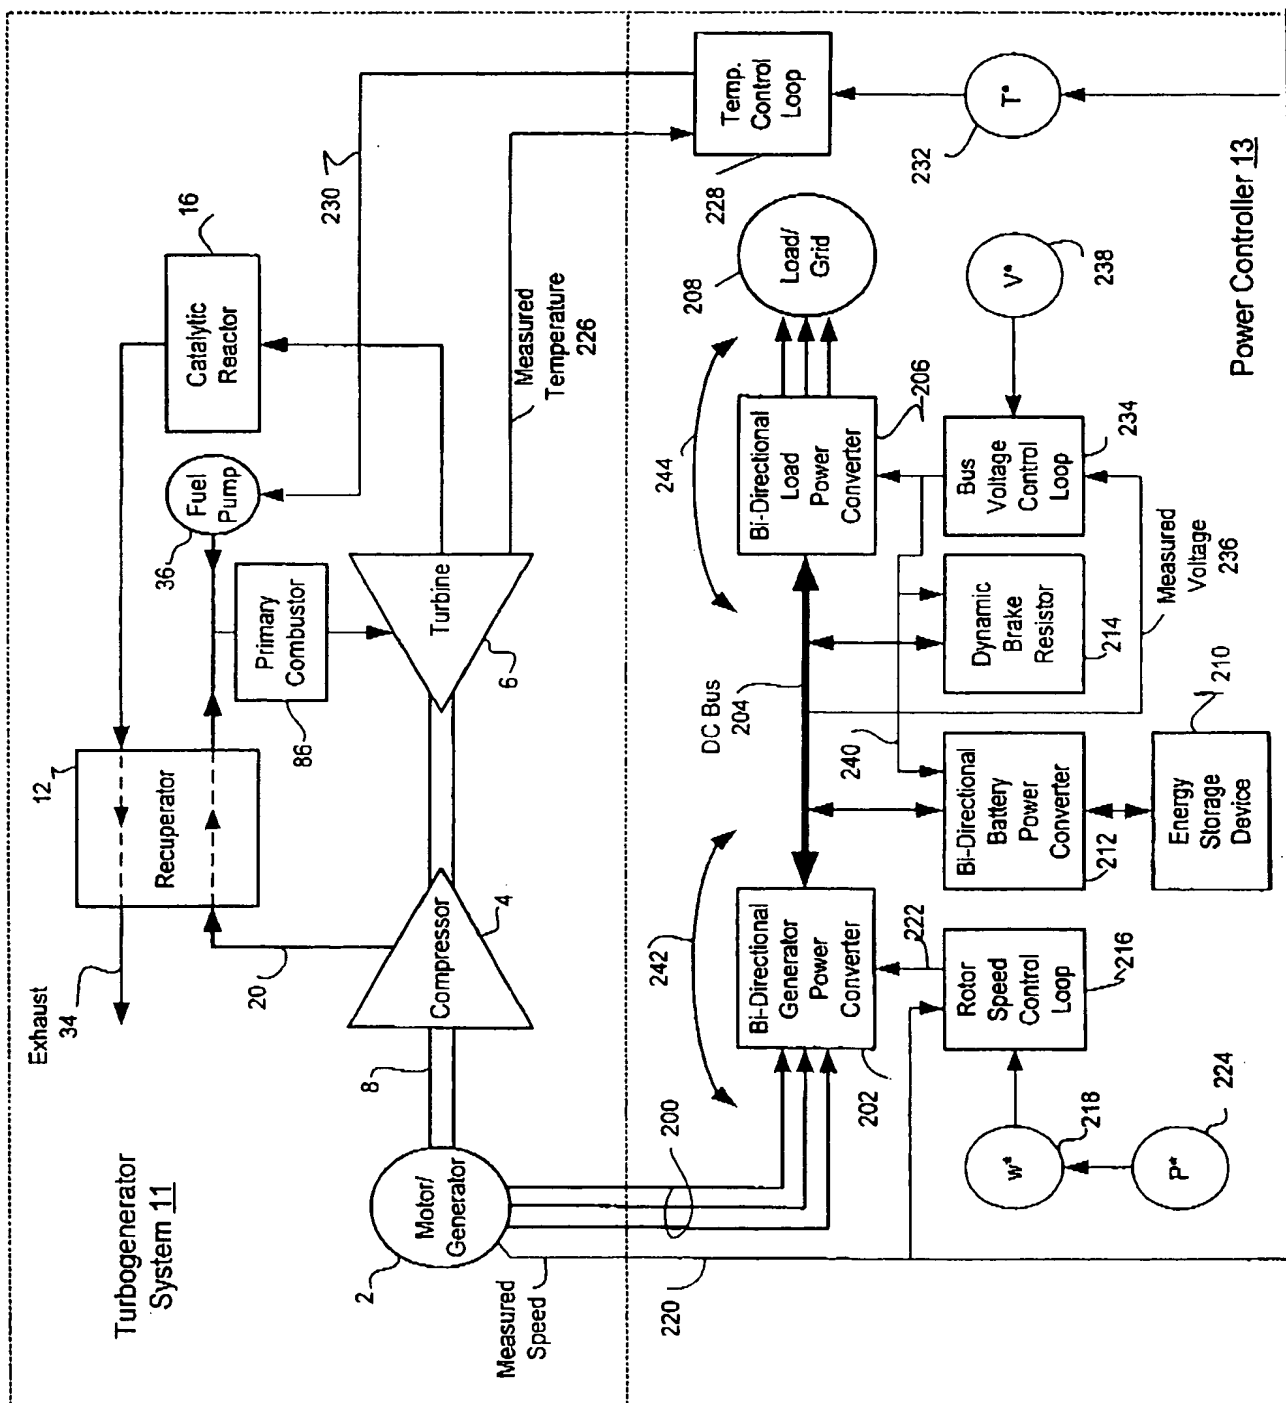 Turbogenerator
System 11
Exhaust
34
12
Recuperator
20
86
Primary
Combustor
36
Fuel
Pump
16
Catalytic
Reactor
230
Motor/
Generator
2
8
Compressor
4
Turbine
6
Measured
Temperature
226
Measured
Speed
220
200
242
Bi-Directional
Generator
Power
Converter
202
DC Bus
204
244
Bi-Directional
Load
Power
Converter
206
Load/
Grid
208
Temp.
Control
Loop
228
T*
232
222
Rotor
Speed
Control
Loop
216
w*
218
P*
224
240
Bi-Directional
Battery
Power
Converter
212
Energy
Storage
Device
210
Dynamic
Brake
Resistor
214
Bus
Voltage
Control
Loop
234
Measured
Voltage
236
V*
238
Power Controller 13